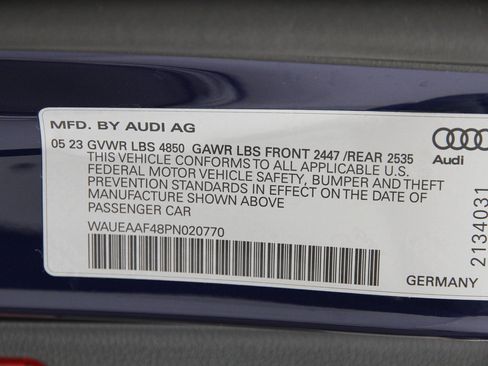 MFD. BY AUDI AG
05 23 GVWR LBS 4850 GAWR LBS FRONT 2447 /REAR 2535
THIS VEHICLE CONFORMS TO ALL APPLICABLE U.S.
FEDERAL MOTOR VEHICLE SAFETY, BUMPER AND THEFT
PREVENTION STANDARDS IN EFFECT ON THE DATE OF
MANUFACTURE SHOWN ABOVE
PASSENGER CAR
WAUEAAF48PN020770
Audi
2134031
GERMANY